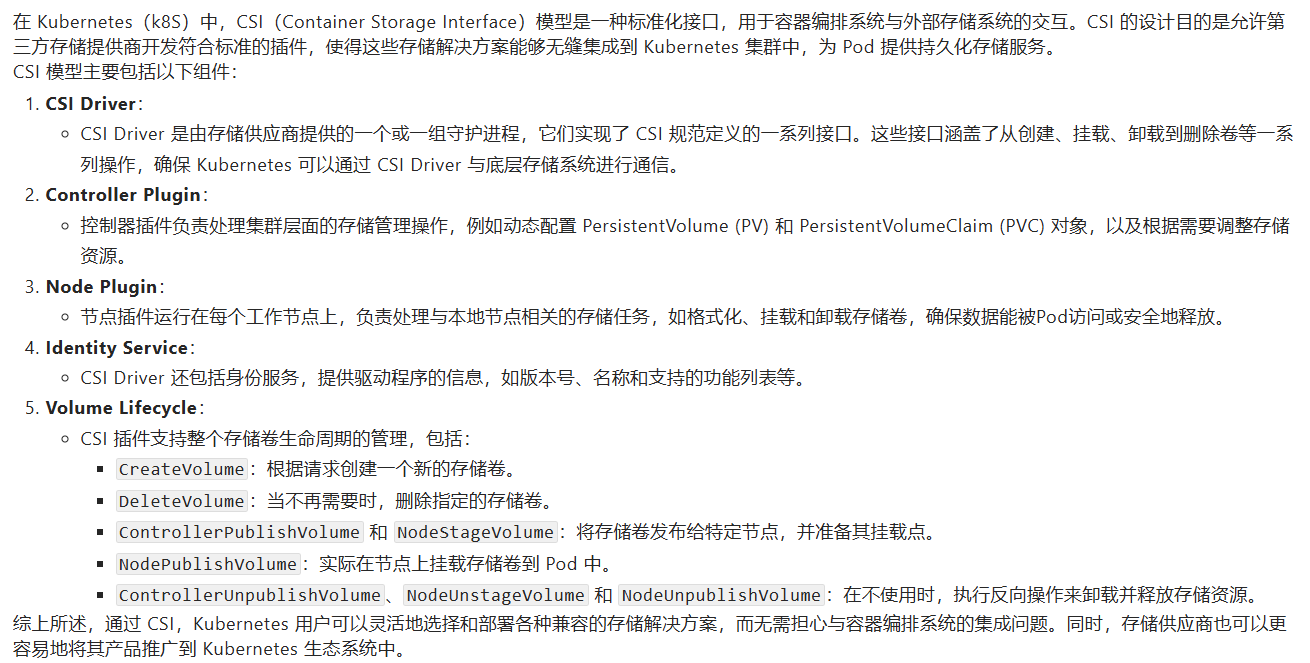 在 Kubernetes（k8S）中，CSI（Container Storage Interface）模型是一种标准化接口，用于容器编排系统与外部存储系统的交互。CSI 的设计目的是允许第
三方存储提供商开发符合标准的插件，使得这些存储解决方案能够无缝集成到 Kubernetes 集群中，为 Pod 提供持久化存储服务。
CSI 模型主要包括以下组件：
1. CSI Driver：
◦ CSI Driver 是由存储供应商提供的一个或一组守护进程，它们实现了 CSI 规范定义的一系列接口。这些接口涵盖了从创建、挂载、卸载到删除卷等一系
列操作，确保 Kubernetes 可以通过 CSI Driver 与底层存储系统进行通信。
2. Controller Plugin：
◦ 控制器插件负责处理集群层面的存储管理操作，例如动态配置 PersistentVolume (PV) 和 PersistentVolumeClaim (PVC) 对象，以及根据需要调整存储
资源。
3. Node Plugin：
◦ 节点插件运行在每个工作节点上，负责处理与本地节点相关的存储任务，如格式化、挂载和卸载存储卷，确保数据能被Pod访问或安全地释放。
4. Identity Service：
◦ CSI Driver 还包括身份服务，提供驱动程序的信息，如版本号、名称和支持的功能列表等。
5. Volume Lifecycle：
◦ CSI 插件支持整个存储卷生命周期的管理，包括：
▪ CreateVolume：根据请求创建一个新的存储卷。
▪ DeleteVolume：当不再需要时，删除指定的存储卷。
▪ ControllerPublishVolume 和 NodeStageVolume：将存储卷发布给特定节点，并准备其挂载点。
▪ NodePublishVolume：实际在节点上挂载存储卷到 Pod 中。
▪ ControllerUnpublishVolume、NodeUnstageVolume 和 NodeUnpublishVolume：在不使用时，执行反向操作来卸载并释放存储资源。
综上所述，通过 CSI，Kubernetes 用户可以灵活地选择和部署各种兼容的存储解决方案，而无需担心与容器编排系统的集成问题。同时，存储供应商也可以更
容易地将其产品推广到 Kubernetes 生态系统中。